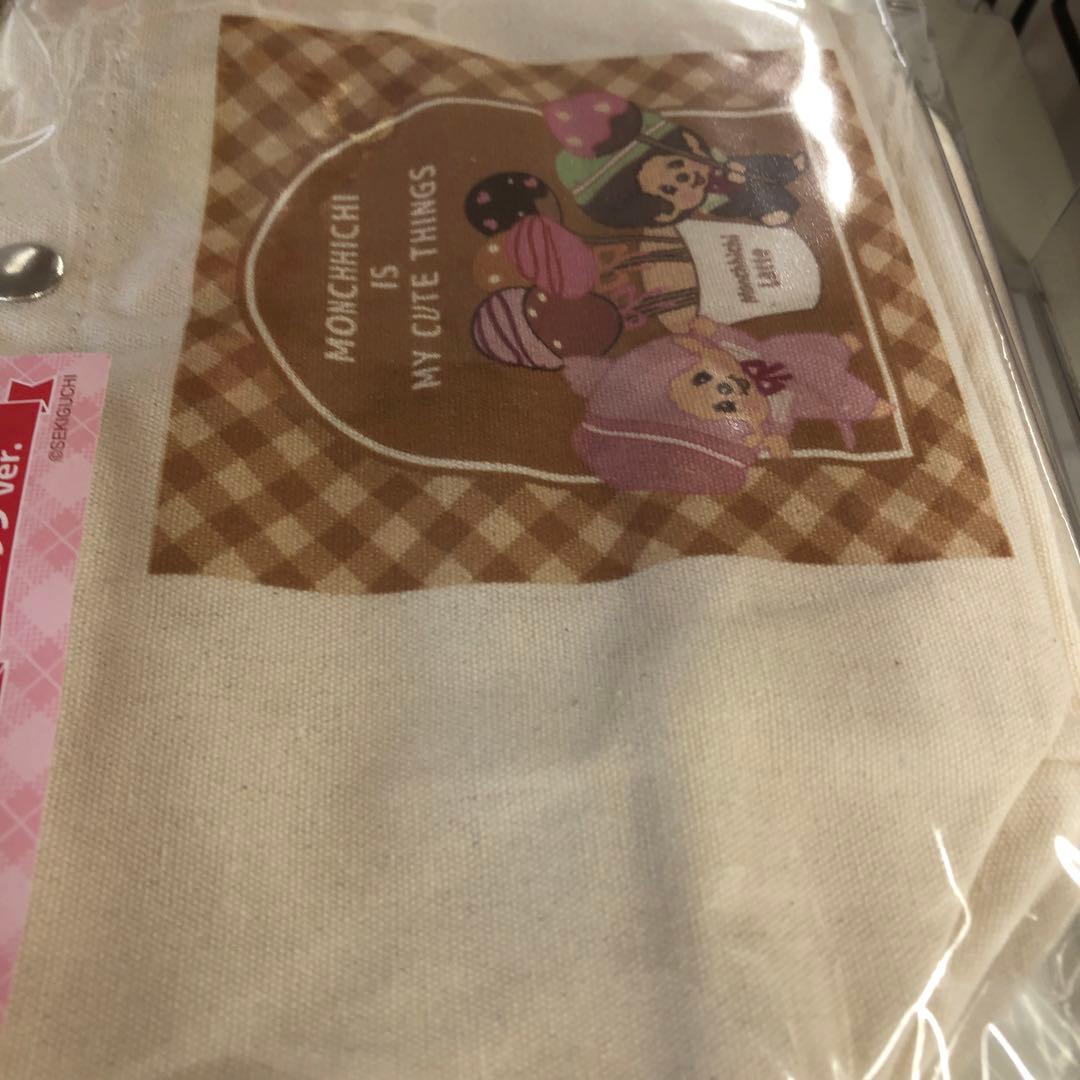 MONCHHICHI
IS
MY CUTE THINGS
Monchhichi
Latte
ver.
©SEKIGUCHI